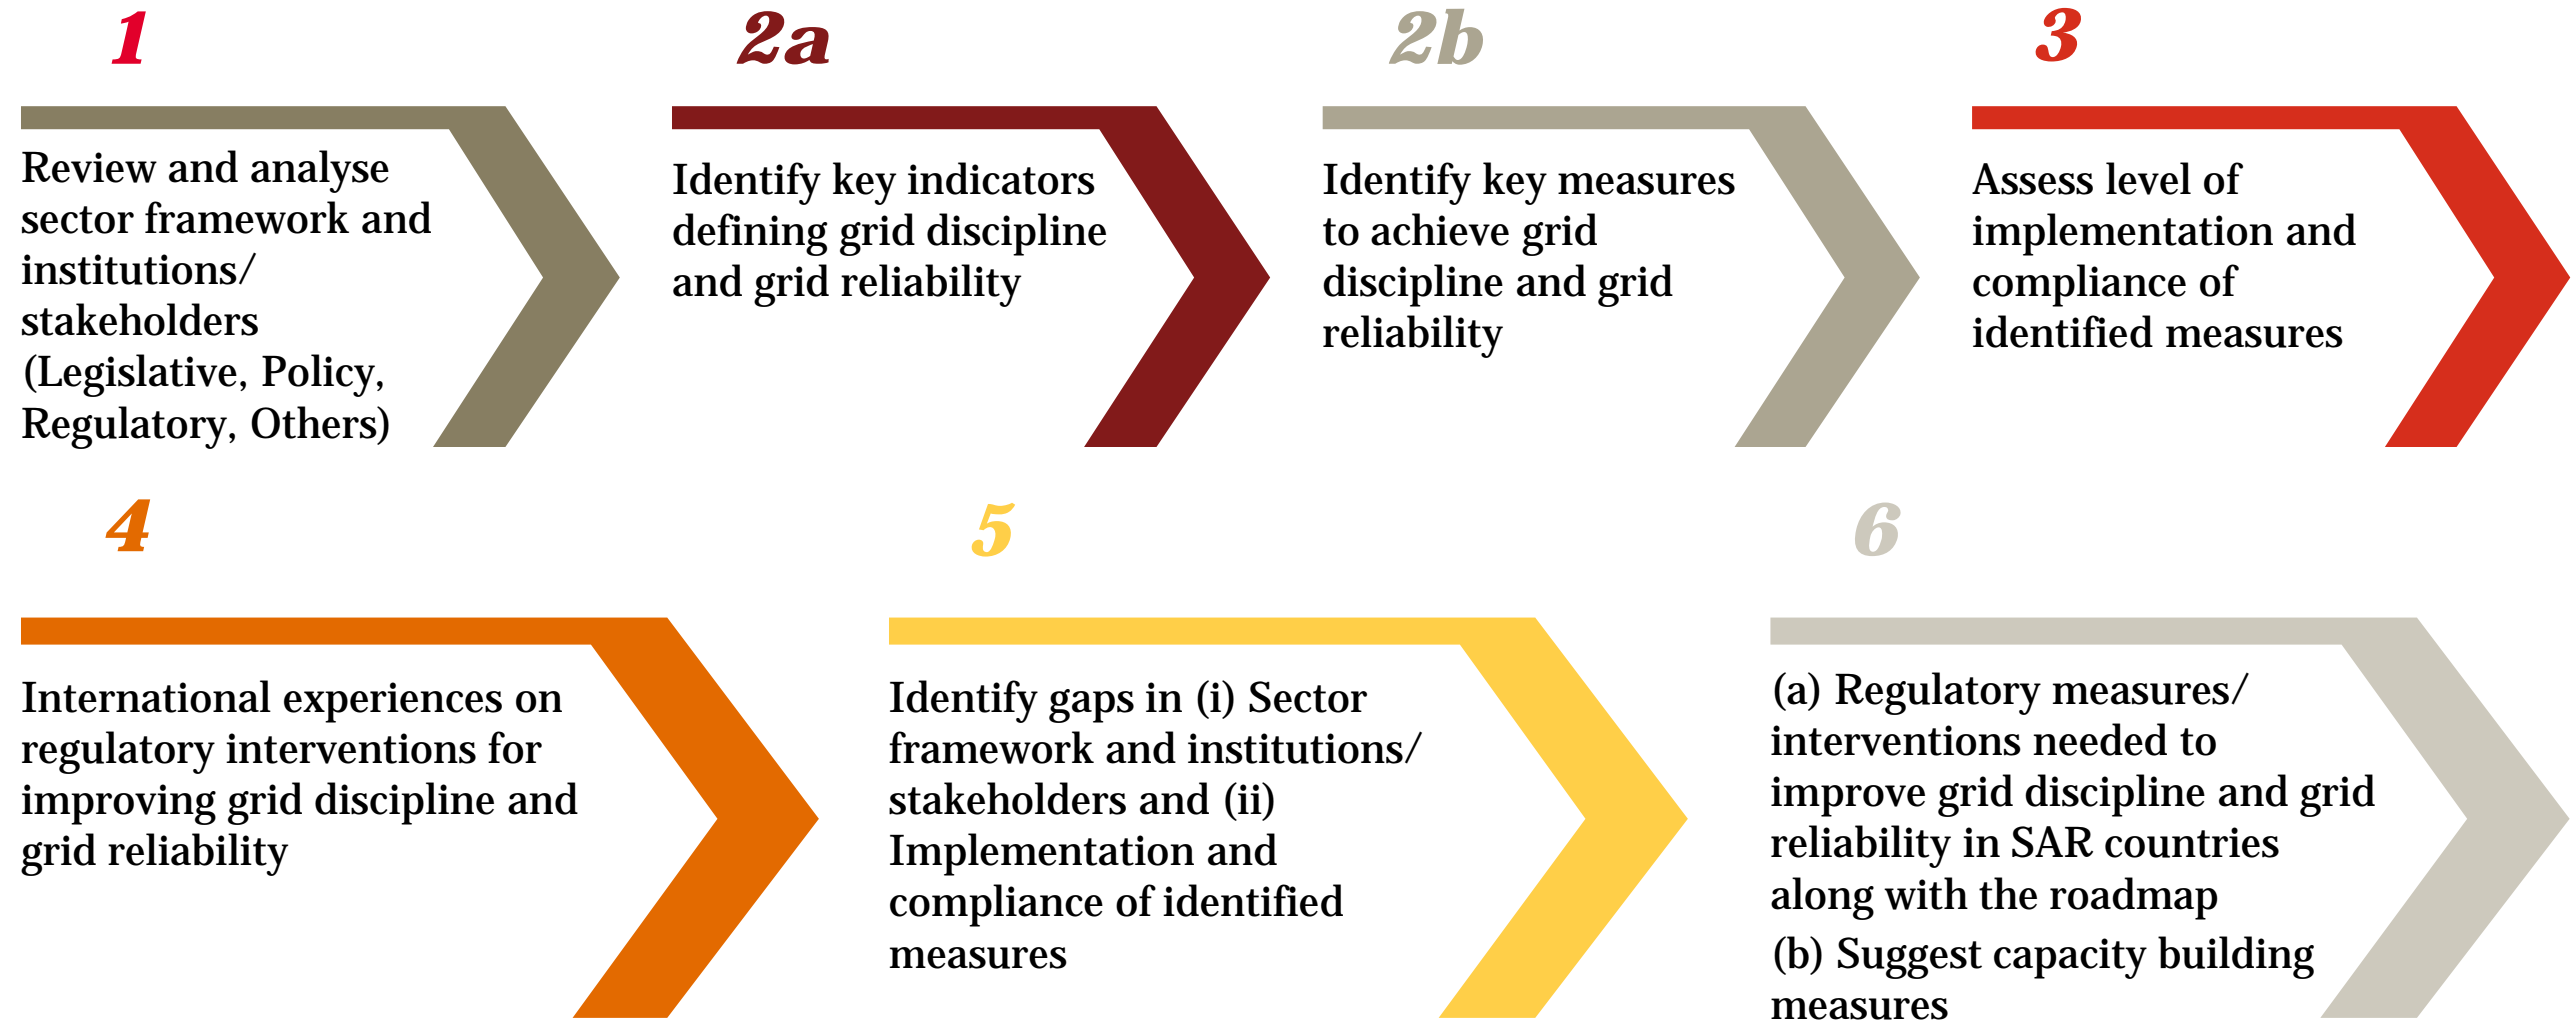 1
Review and analyse
sector framework and
institutions/
stakeholders
(Legislative, Policy,
Regulatory, Others)
2a
Identify key indicators
defining grid discipline
and grid reliability
2b
Identify key measures
to achieve grid
discipline and grid
reliability
3
Assess level of
implementation and
compliance of
identified measures
4
International experiences on
regulatory interventions for
improving grid discipline and
grid reliability
5
Identify gaps in (i) Sector
framework and institutions/
stakeholders and (ii)
Implementation and
compliance of identified
measures
6
(a) Regulatory measures/
interventions needed to
improve grid discipline and grid
reliability in SAR countries
along with the roadmap
(b) Suggest capacity building
measures